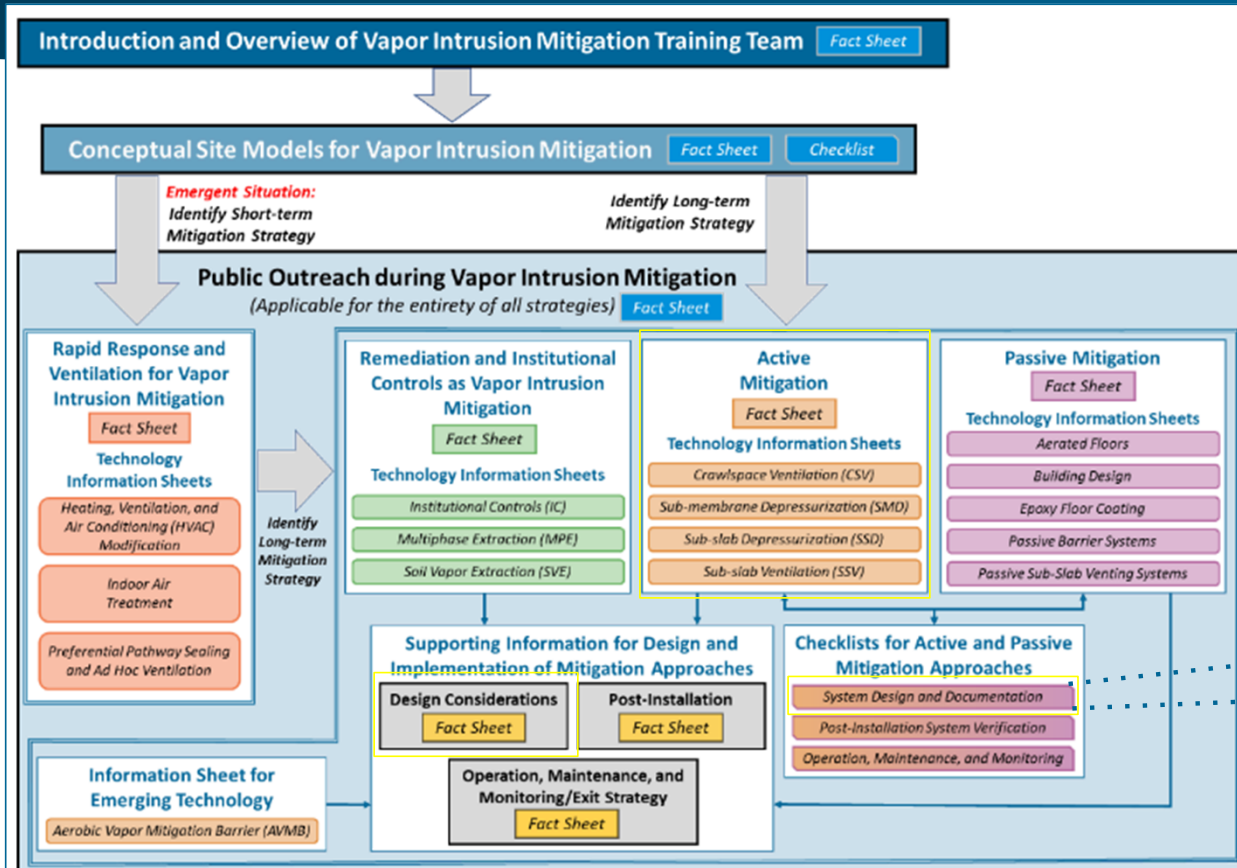 Introduction and Overview of Vapor Intrusion Mitigation Training Team
Fact Sheet
Conceptual Site Models for Vapor Intrusion Mitigation
Fact Sheet
Checklist
Emergent Situation:
Identify Short-term
Mitigation Strategy
Identify Long-term
Mitigation Strategy
Public Outreach during Vapor Intrusion Mitigation
(Applicable for the entirety of all strategies)
Fact Sheet
Rapid Response and
Ventilation for Vapor
Intrusion Mitigation
Fact Sheet
Technology
Information Sheets
Heating, Ventilation, and
Air Conditioning (HVAC)
Modification
Indoor Air
Treatment
Preferential Pathway Sealing
and Ad Hoc Ventilation
Identify
Long-term
Mitigation
Strategy
Remediation and Institutional
Controls as Vapor Intrusion
Mitigation
Fact Sheet
Technology Information Sheets
Institutional Controls (IC)
Multiphase Extraction (MPE)
Soil Vapor Extraction (SVE)
Active
Mitigation
Fact Sheet
Technology Information Sheets
Crawlspace Ventilation (CSV)
Sub-membrane Depressurization (SMD)
Sub-slab Depressurization (SSD)
Sub-slab Ventilation (SSV)
Passive Mitigation
Fact Sheet
Technology Information Sheets
Aerated Floors
Building Design
Epoxy Floor Coating
Passive Barrier Systems
Passive Sub-Slab Venting Systems
Supporting Information for Design and
Implementation of Mitigation Approaches
Design Considerations
Fact Sheet
Post-Installation
Fact Sheet
Operation, Maintenance, and
Monitoring/Exit Strategy
Fact Sheet
Checklists for Active and Passive
Mitigation Approaches
System Design and Documentation
Post-Installation System Verification
Operation, Maintenance, and Monitoring
Information Sheet for
Emerging Technology
Aerobic Vapor Mitigation Barrier (AVMB)